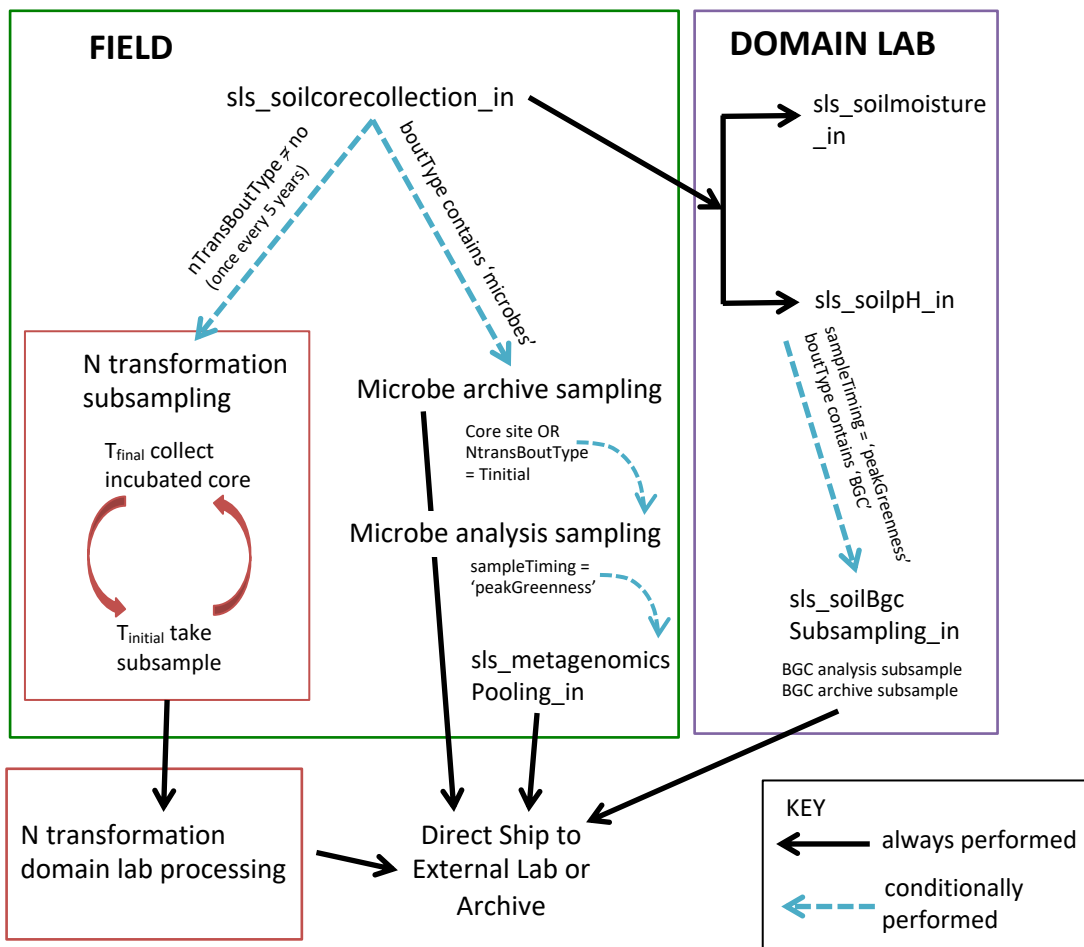 FIELD
sls_soilcorecollection_in
nTransBoutType ≠ no
(once every 5 years)
boutType contains ‘microbes’
N transformation
subsampling
Tfinal collect
incubated core
Tinitial take
subsample
Microbe archive sampling
Core site OR
NtransBoutType
= Tinitial
Microbe analysis sampling
sampleTiming =
‘peakGreenness’
sls_metagenomics
Pooling_in
DOMAIN LAB
sls_soilmoisture
_in
sls_soilpH_in
sampleTiming = ‘peakGreenness’
boutType contains ‘BGC’
sls_soilBgc
Subsampling_in
BGC analysis subsample
BGC archive subsample
N transformation
domain lab processing
Direct Ship to
External Lab or
Archive
KEY
always performed
conditionally
performed